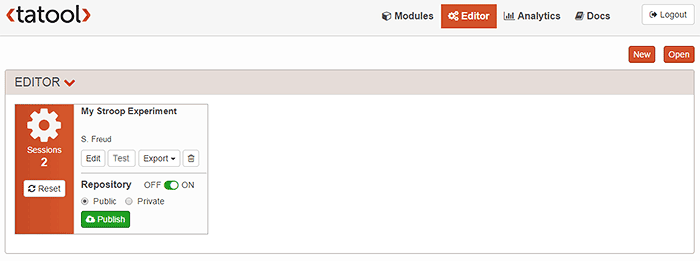 ‹tatool›
Modules Editor Analytics Docs Logout
New Open
EDITOR
My Stroop Experiment
Sessions
2
Reset
S. Freud
Edit Test Export
Repository OFF ON
Public Private
Publish